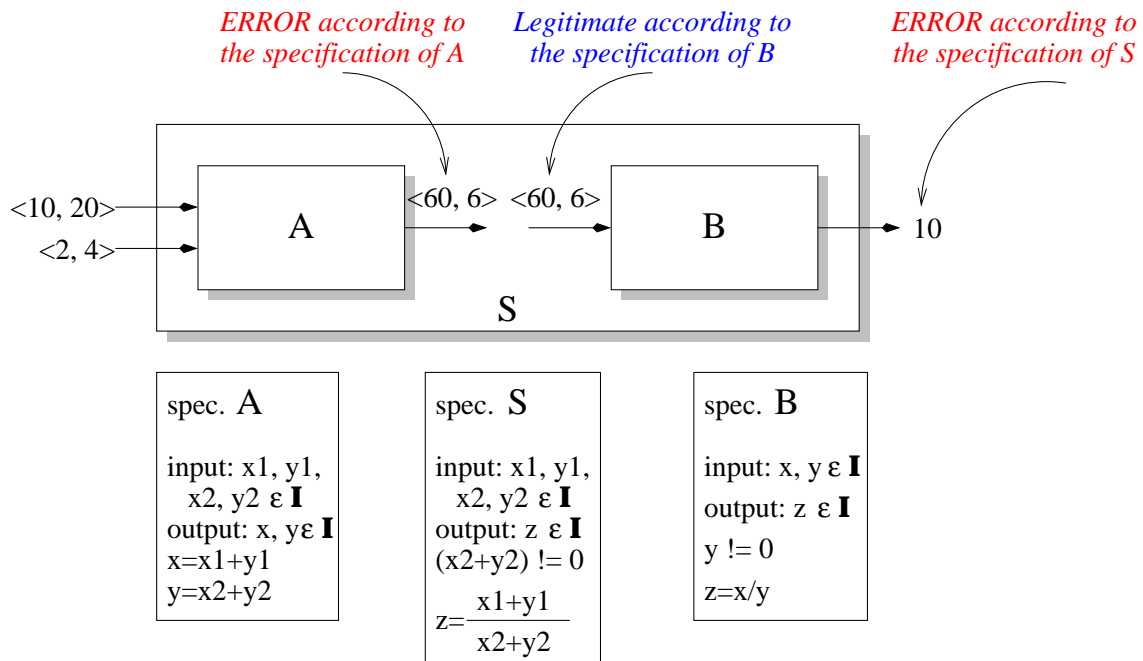 ERROR according to
the specification of A
Legitimate according to
the specification of B
ERROR according to
the specification of S
<10, 20>
<2, 4>
A
<60, 6>
<60, 6>
B
10
S
spec. A
input: x1, y1,
x2, y2 ε I
output: x, yε I
x=x1+y1
y=x2+y2
spec. S
input: x1, y1,
x2, y2 ε I
output: z ε I
(x2+y2) != 0
z= x1+y1
x2+y2
spec. B
input: x, y ε I
output: z ε I
y != 0
z=x/y